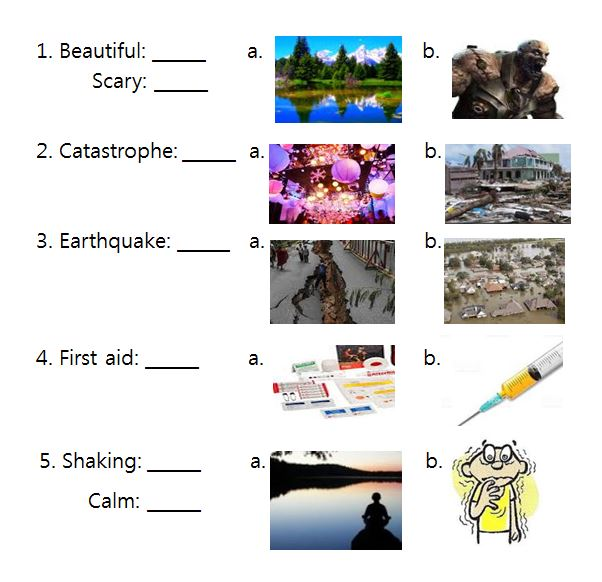 1. Beautiful: _____ a. b.
Scary: _____
2. Catastrophe: _____ a. b.
3. Earthquake: _____ a. b.
4. First aid: _____ a. b.
5. Shaking: _____ a. b.
Calm: _____